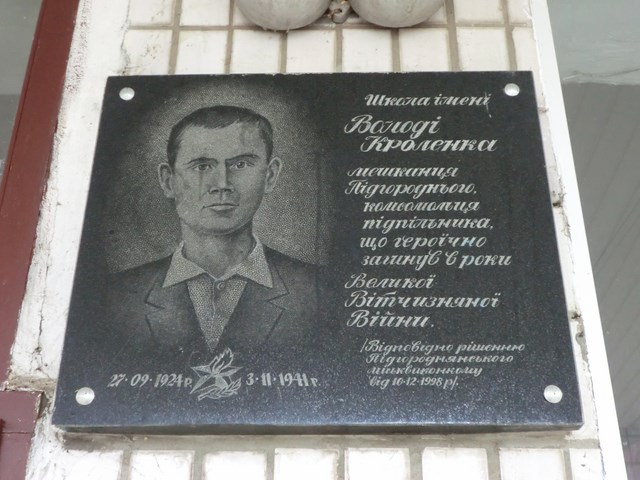 Школа імені
Володі
Кроленка
мешканця
Підгороднього,
комсомольця
підпільника,
що героїчно
загинув в роки
Великої
Вітчизняної
Війни.
/Відповідно рішенню
Підгороднянського
міськвиконкому
від 10·12·1998 р/.
27·09·1924 р. 3·11·1941 г.